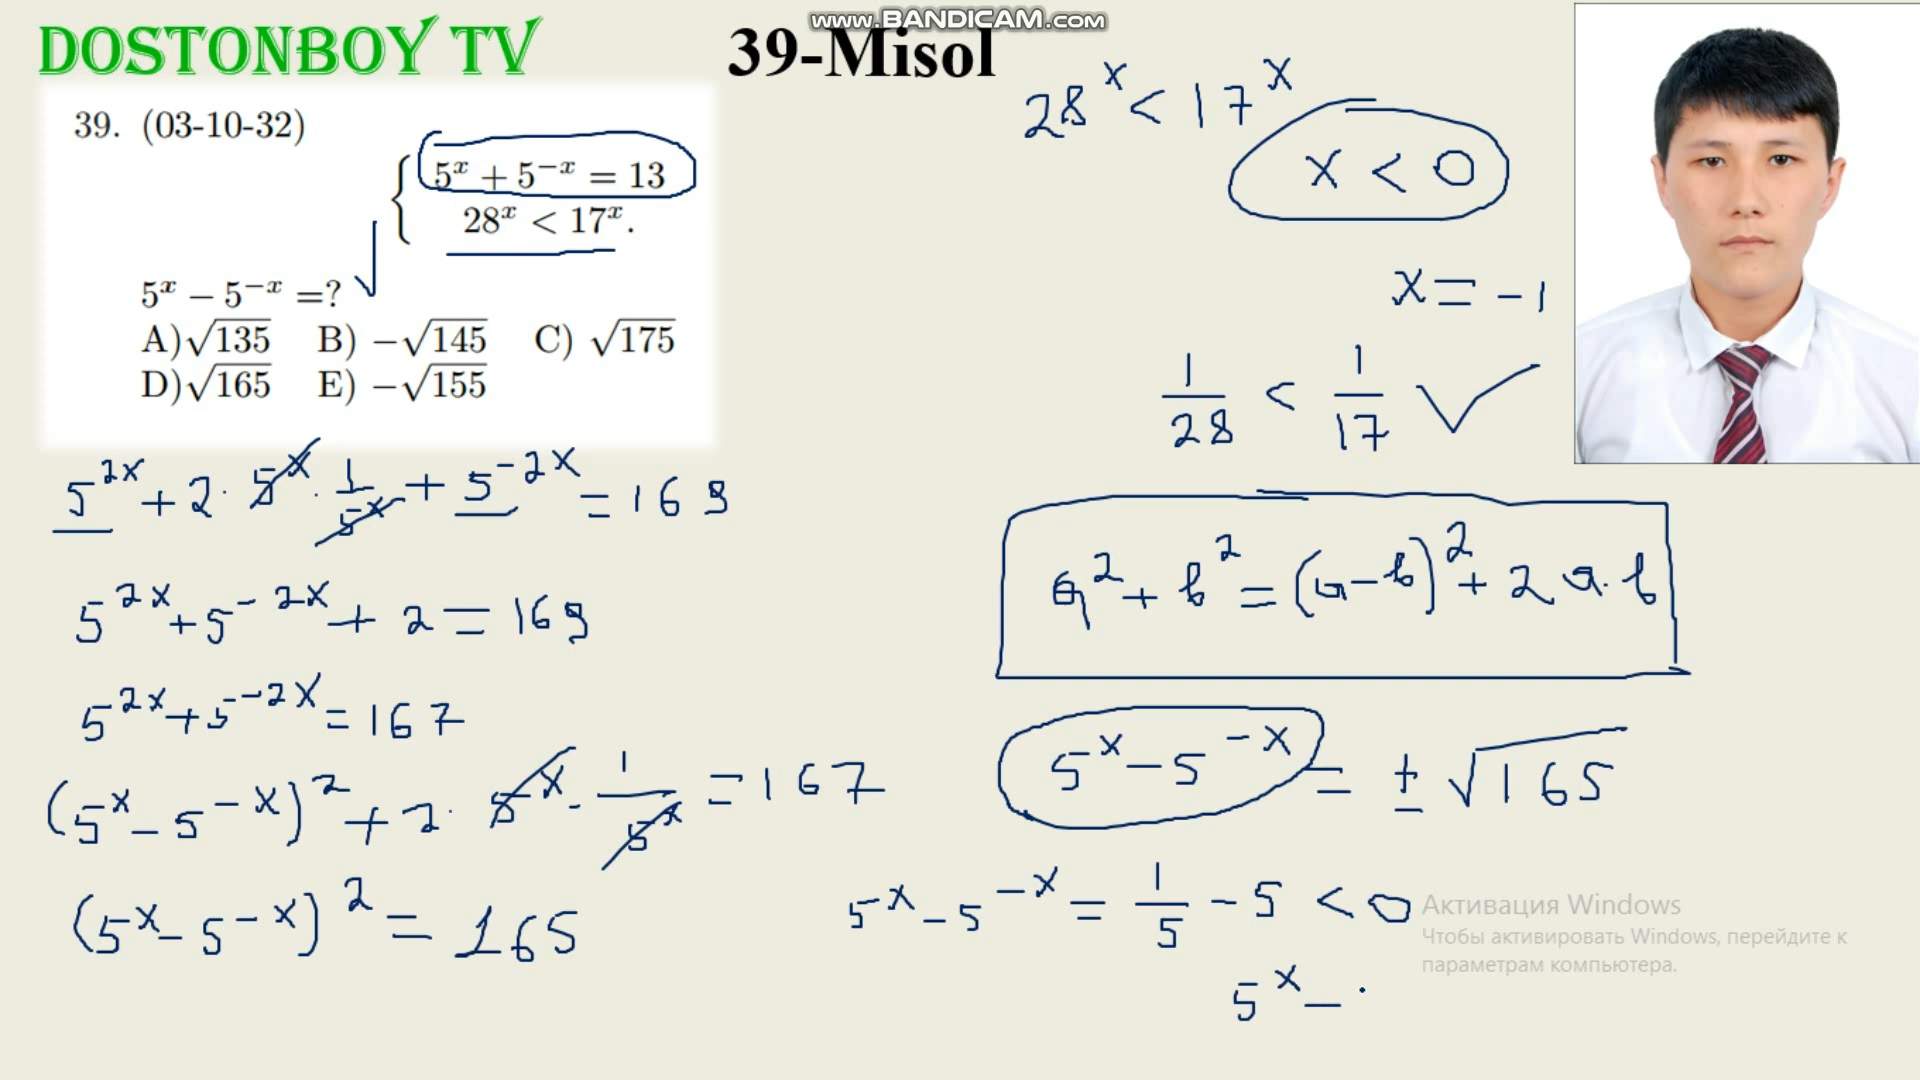 www.BANDICAM.com
DOSTONBOY TV
39-Misol
39. (03-10-32)
{ 5^x + 5^{-x} = 13
28^x < 17^x.
5^x − 5^{-x} =?
A)√135 B) −√145 C) √175
D)√165 E) −√155
5^{2x} + 2 · 5^x · 1/5^x + 5^{-2x} = 169
5^{2x} + 5^{-2x} + 2 = 169
5^{2x} + 5^{-2x} = 167
(5^x − 5^{-x})^2 + 2 · 5^x · 1/5^x = 167
(5^x − 5^{-x})^2 = 165
28^x < 17^x
x < 0
x = −1
1/28 < 1/17 ✓
a^2 + b^2 = (a−b)^2 + 2a·b
5^x − 5^{-x} = ± √165
5^x − 5^{-x} = 1/5 − 5 < 0
5^x −
Активация Windows
Чтобы активировать Windows, перейдите к
параметрам компьютера.